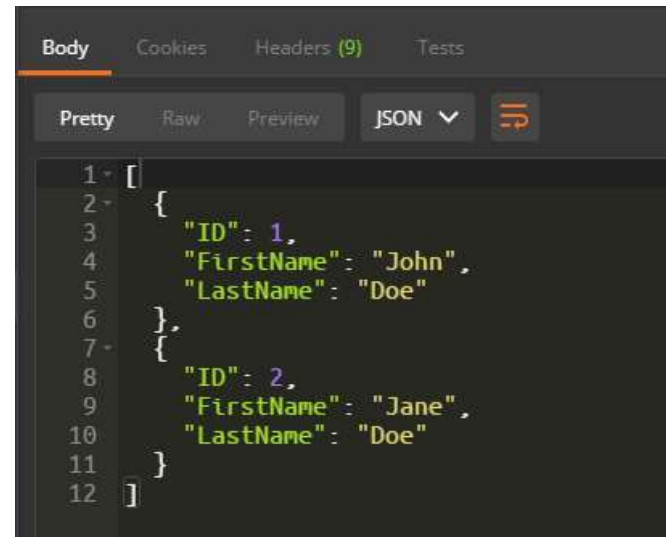 Body Cookies Headers (9) Tests
Pretty Raw Preview JSON
1 [
2 {
3 "ID": 1,
4 "FirstName": "John",
5 "LastName": "Doe"
6 },
7 {
8 "ID": 2,
9 "FirstName": "Jane",
10 "LastName": "Doe"
11 }
12 ]